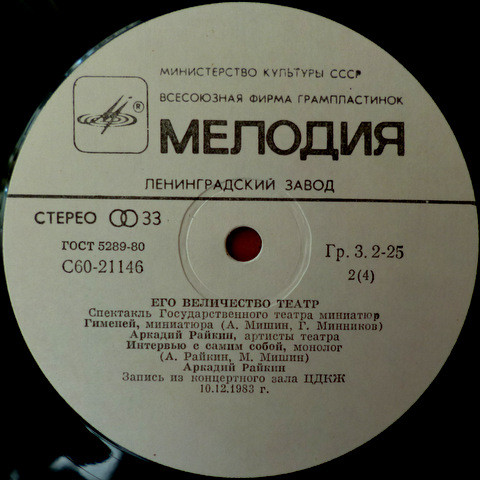 МИНИСТЕРСТВО КУЛЬТУРЫ СССР
ВСЕСОЮЗНАЯ ФИРМА ГРАМПЛАСТИНОК
®
МЕЛОДИЯ
ЛЕНИНГРАДСКИЙ ЗАВОД
СТЕРЕО 33
ГОСТ 5289-80
Гр. 3. 2-25
С60-21146
2(4)
ЕГО ВЕЛИЧЕСТВО ТЕАТР
Спектакль Государственного театра миниатюр
Гименей, миниатюра (А. Мишин, Г. Минников)
Аркадий Райкин, артисты театра
Интервью с самим собой, монолог
(А. Райкин, М. Мишин)
Аркадий Райкин
Запись из концертного зала ЦДКЖ
10.12.1983 г.